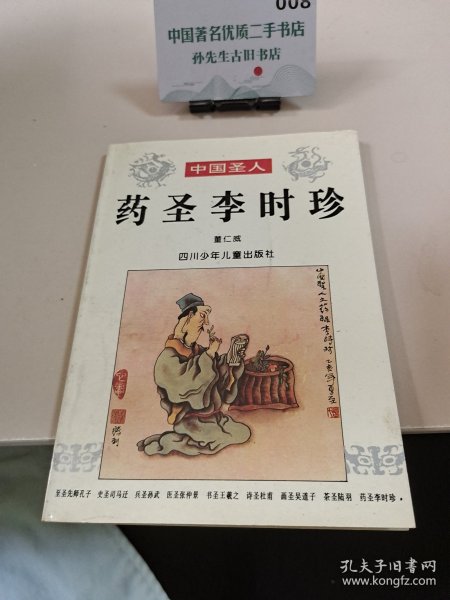 008
中国著名优质二手书店
孙先生古旧书店
中国圣人
药圣李时珍
董仁威
四川少年儿童出版社
至圣先师孔子 史圣司马迁 兵圣孙武 医圣张仲景 书圣王羲之 诗圣杜甫 画圣吴道子 茶圣陆羽 药圣李时珍
孔夫子旧书网
www.kongfz.com